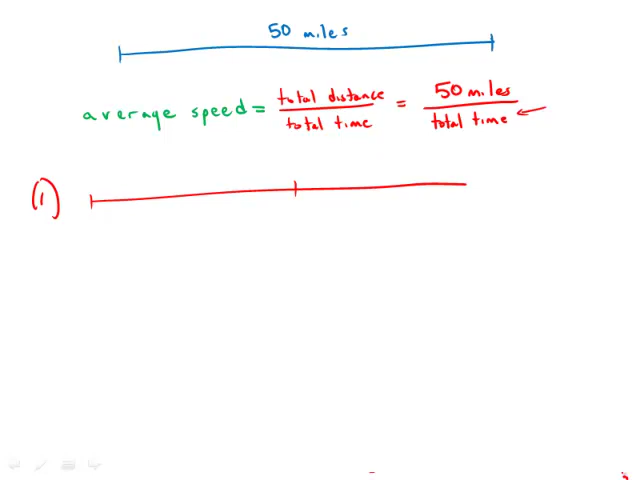 50 miles
average speed = total distance / total time = 50 miles / total time
(1)